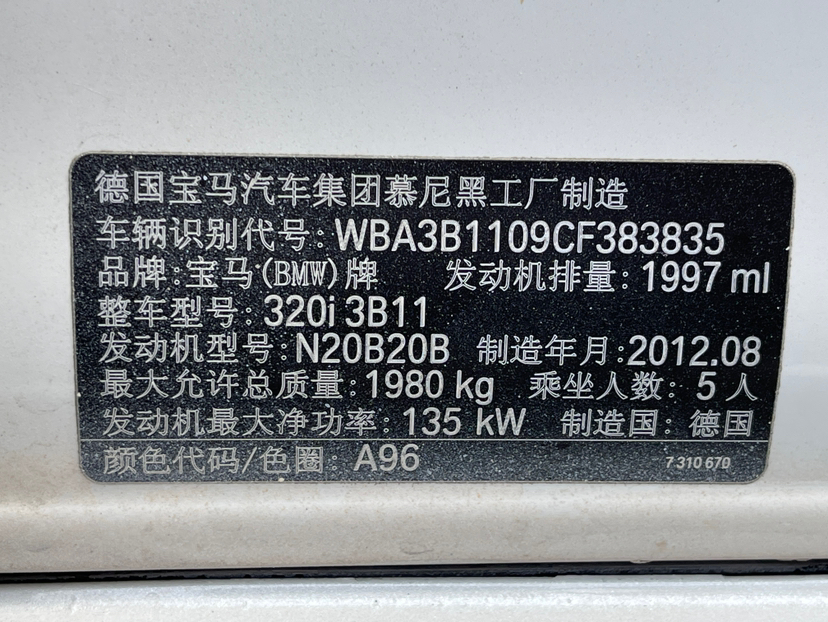 德国宝马汽车集团慕尼黑工厂制造
车辆识别代号: WBA3B1109CF383835
品牌: 宝马(BMW)牌 发动机排量: 1997 ml
整车型号: 320i 3B11
发动机型号: N20B20B 制造年月: 2012.08
最大允许总质量: 1980 kg 乘坐人数: 5 人
发动机最大净功率: 135 kW 制造国: 德国
颜色代码/色圈: A96 7 310 670